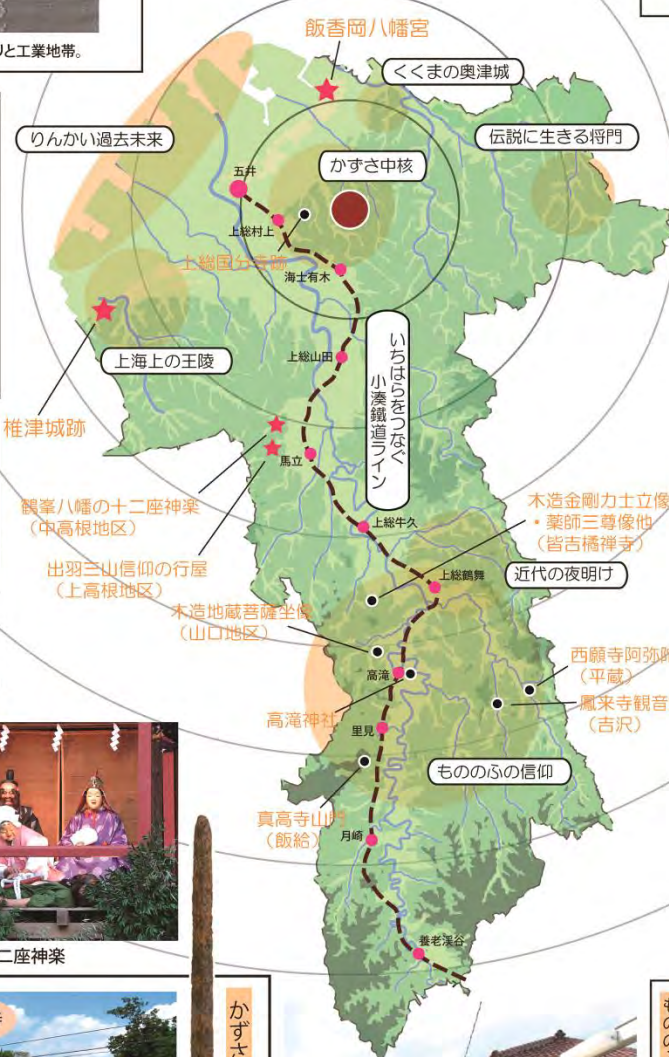 リと工業地帯。
飯香岡八幡宮
くくまの奥津城
りんかい過去未来
伝説に生きる将門
かずさ中核
五井
上総村上
上総国分寺跡
海士有木
上総山田
上海上の王陵
いちはらをつなぐ
小湊鐵道ライン
椎津城跡
馬立
鶴峯八幡の十二座神楽
(中高根地区)
上総牛久
木造金剛力士立像
・薬師三尊像他
(皆吉橘禅寺)
出羽三山信仰の行屋
(上高根地区)
上総鶴舞
近代の夜明け
木造地蔵菩薩坐像
(山口地区)
西願寺阿弥陀
(平蔵)
高滝
鳳来寺観音
(吉沢)
高滝神社
里見
もののふの信仰
真高寺山門
(飯給)
月崎
養老渓谷
二座神楽
かずさ
ものの